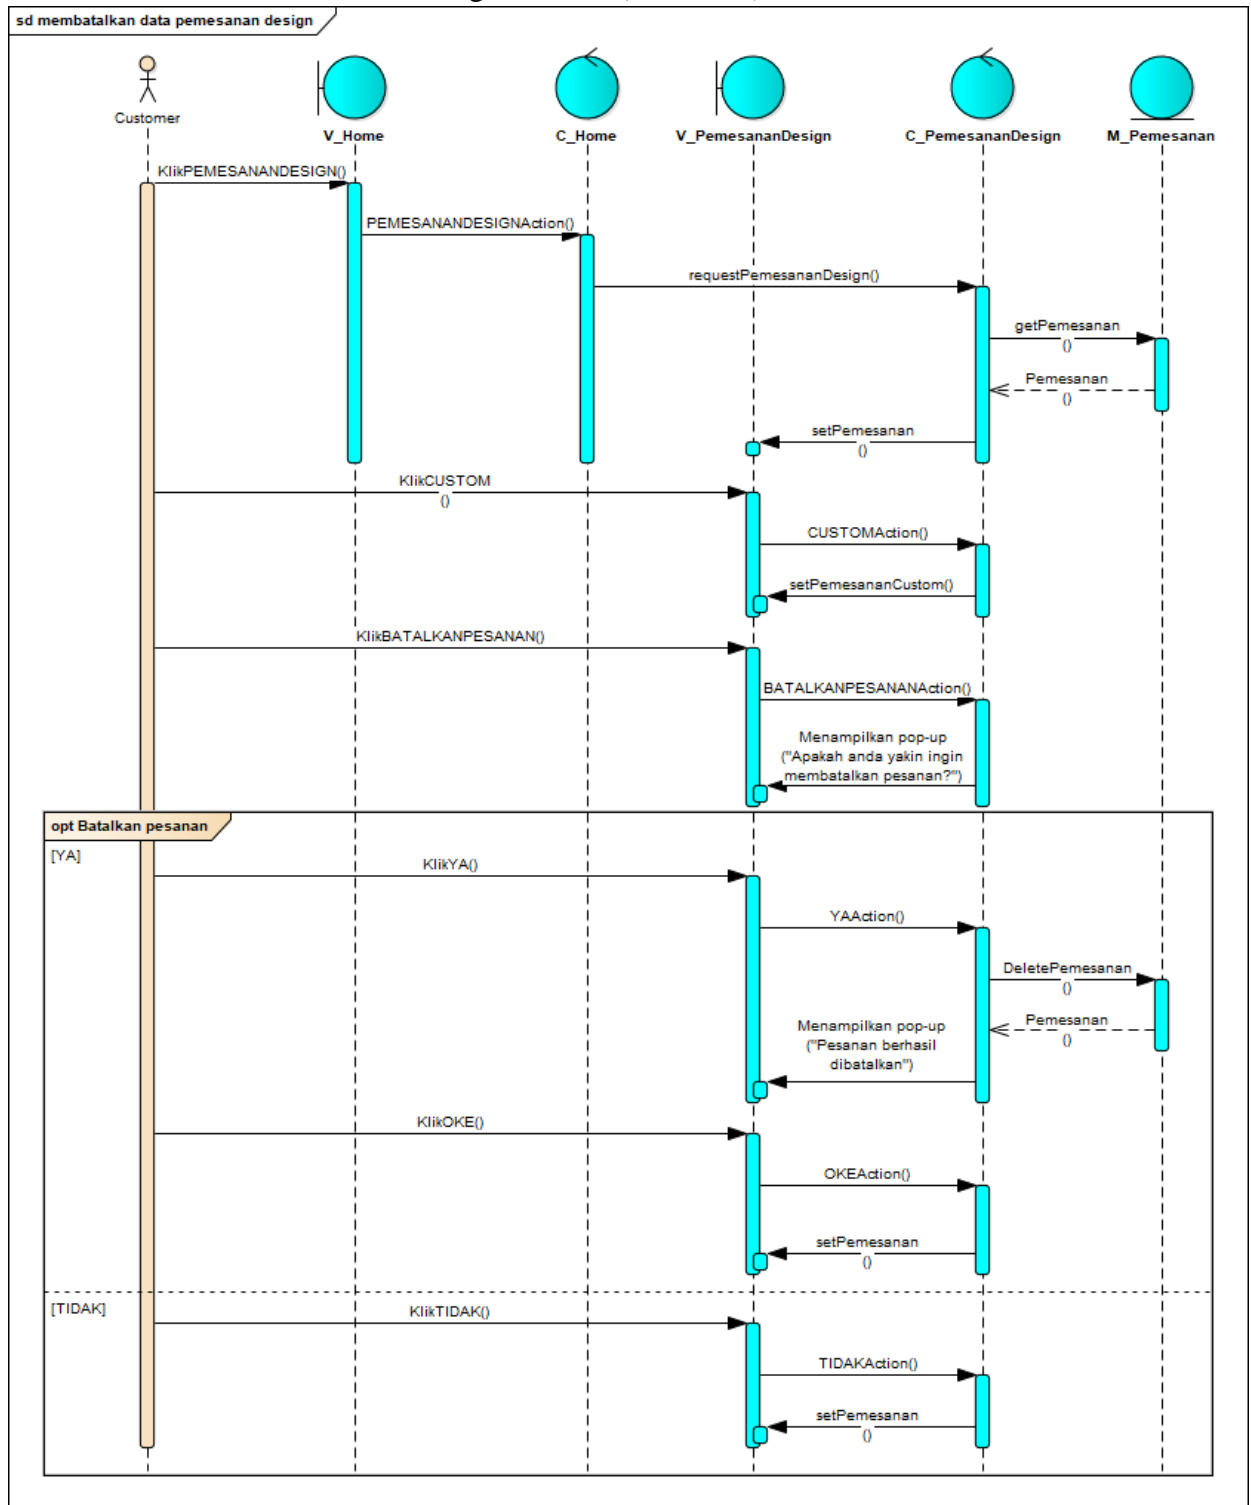 sd membatalkan data pemesanan design
Customer
V_Home
C_Home
V_PemesananDesign
C_PemesananDesign
M_Pemesanan
KlikPEMESANANDESIGN()
PEMESANANDESIGNAction()
requestPemesananDesign()
getPemesanan
()
Pemesanan
()
setPemesanan
()
KlikCUSTOM
()
CUSTOMAction()
setPemesananCustom()
KlikBATALKANPESANAN()
BATALKANPESANANAction()
Menampilkan pop-up
("Apakah anda yakin ingin
membatalkan pesanan?")
opt Batalkan pesanan
[YA]
KlikYA()
YAAction()
DeletePemesanan
()
Pemesanan
()
Menampilkan pop-up
("Pesanan berhasil
dibatalkan")
KlikOKE()
OKEAction()
setPemesanan
()
[TIDAK]
KlikTIDAK()
TIDAKAction()
setPemesanan
()